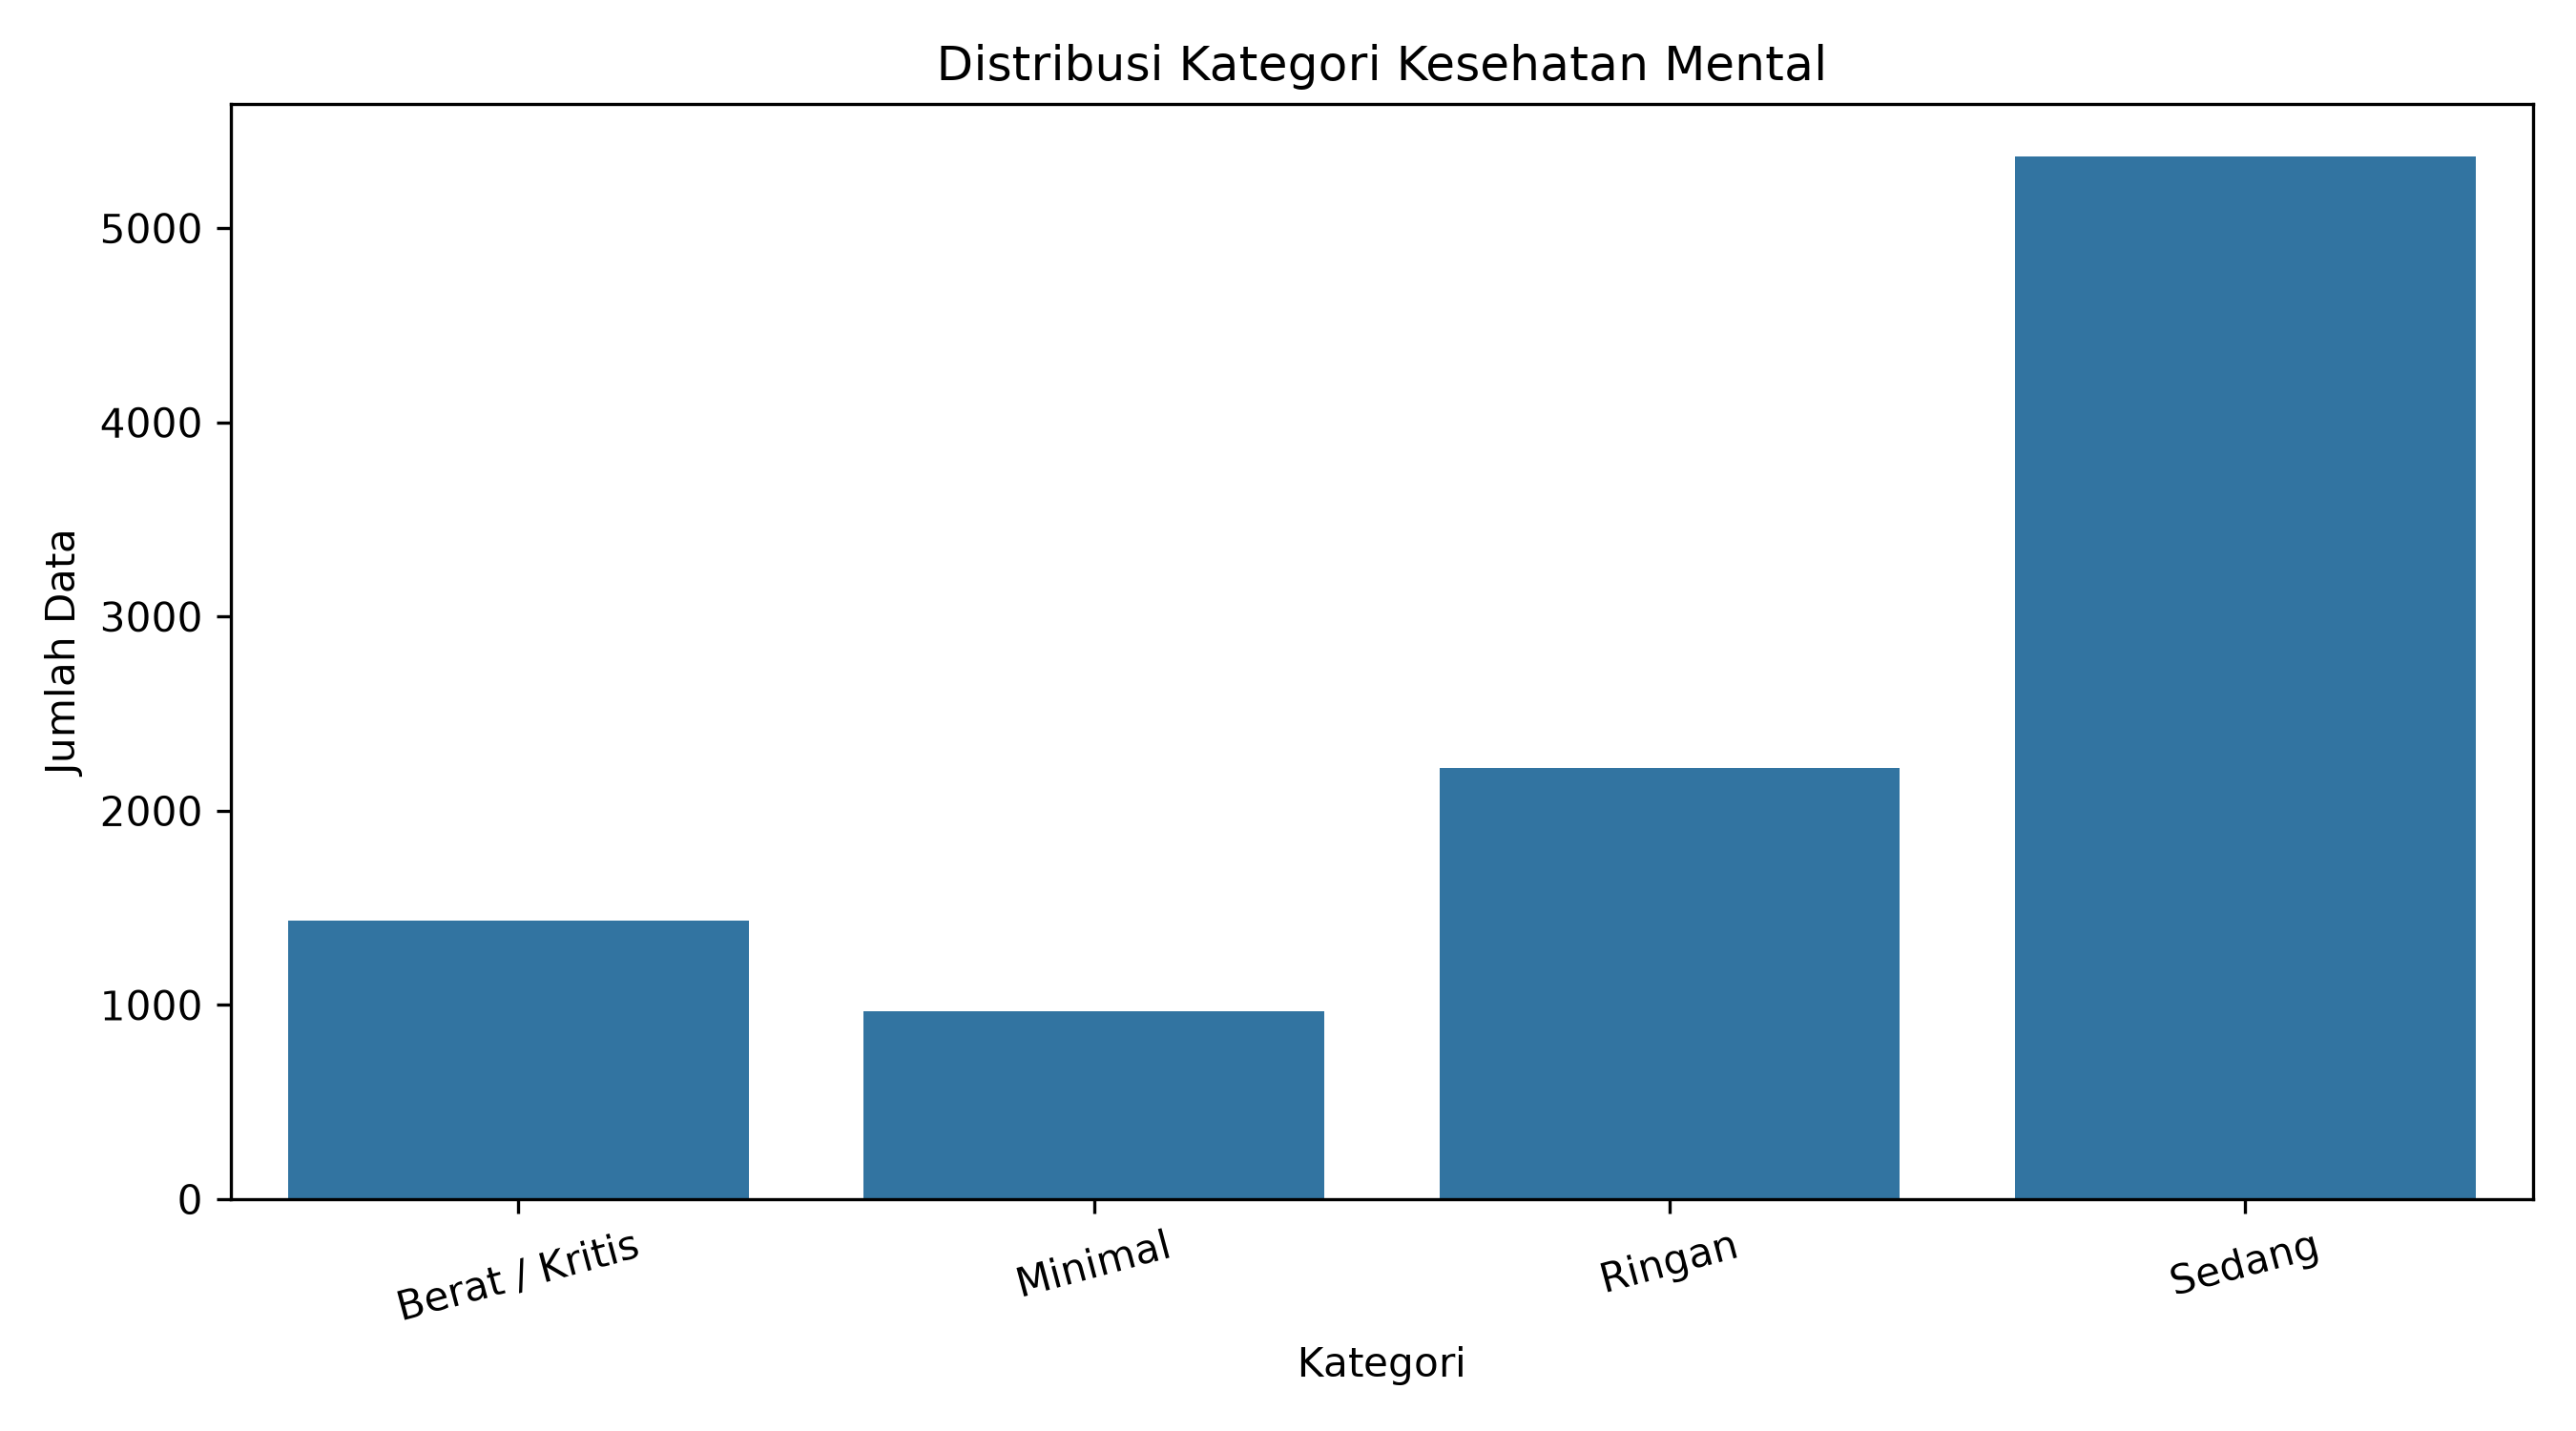 Distribusi Kategori Kesehatan Mental
Jumlah Data
5000
4000
3000
2000
1000
0
Berat / Kritis
Minimal
Ringan
Sedang
Kategori